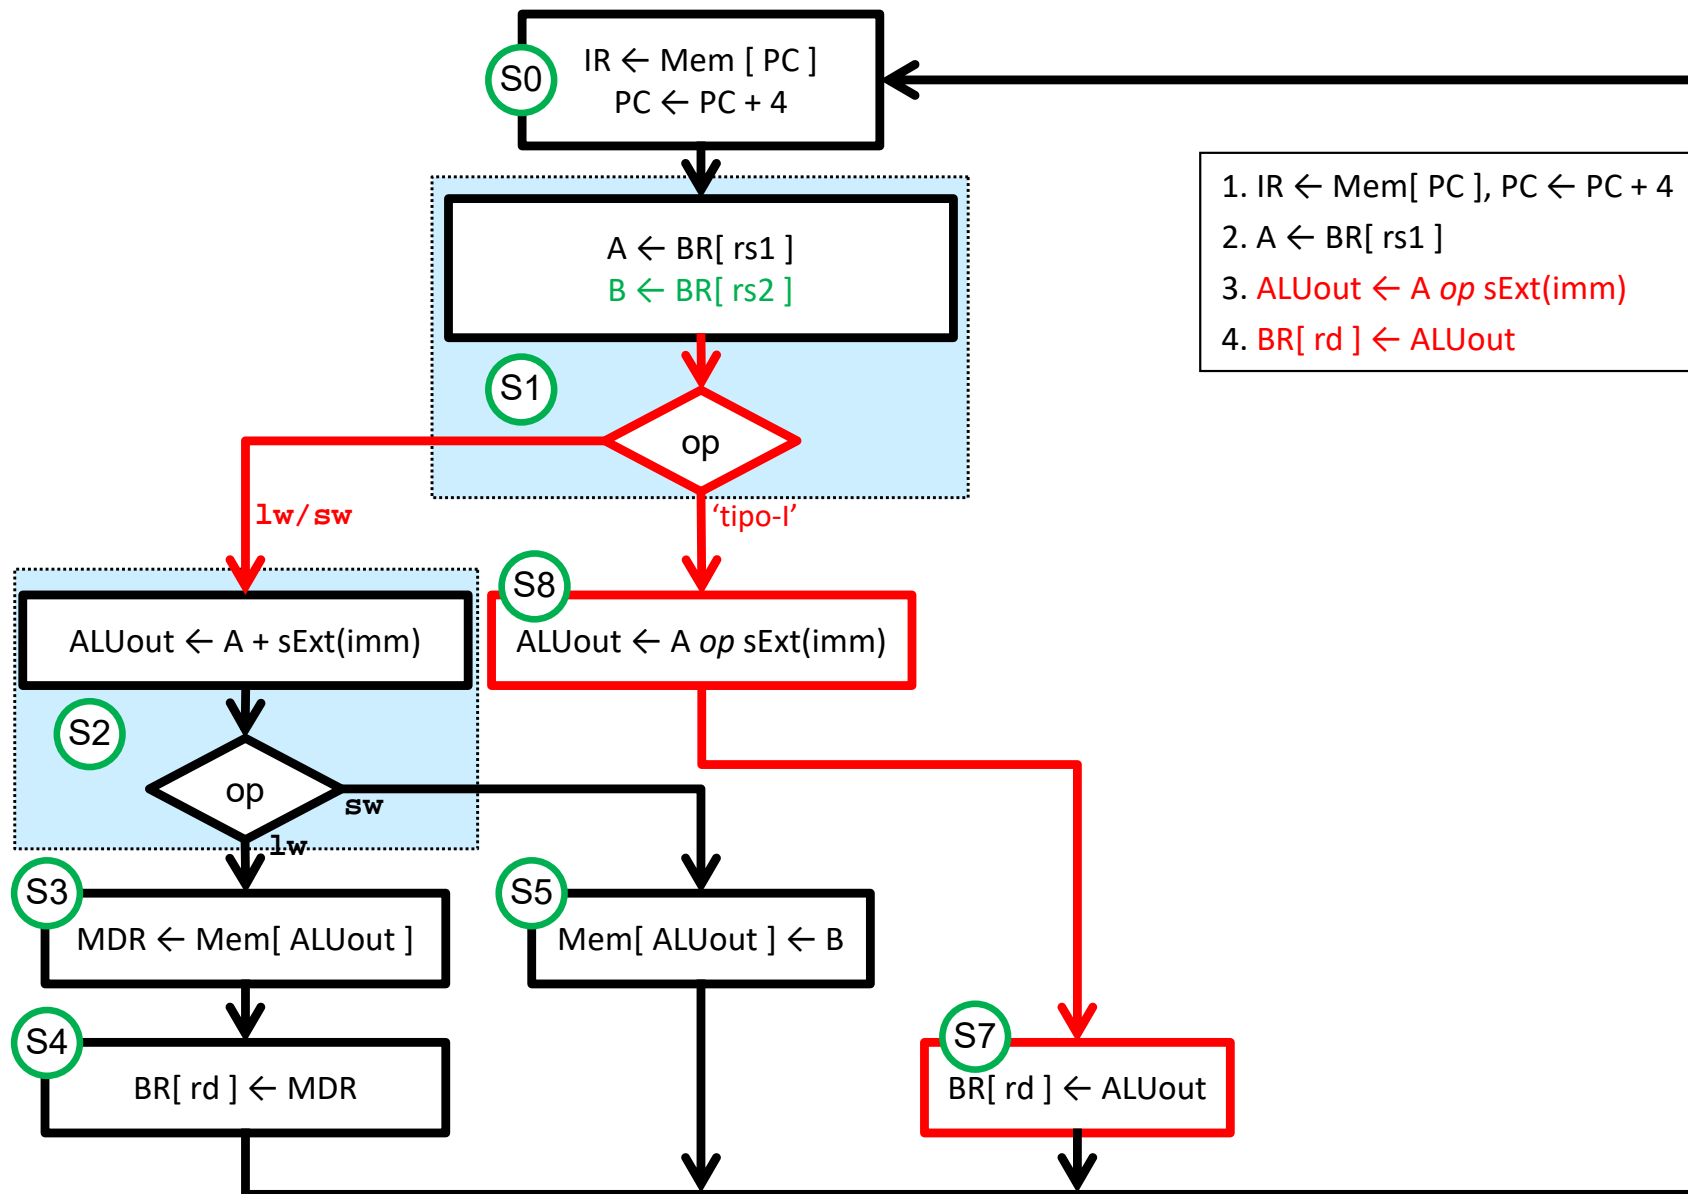 S0
IR ← Mem [ PC ]
PC ← PC + 4
1. IR ← Mem[ PC ], PC ← PC + 4
2. A ← BR[ rs1 ]
3. ALUout ← A op sExt(imm)
4. BR[ rd ] ← ALUout
A ← BR[ rs1 ]
B ← BR[ rs2 ]
S1
op
lw/sw
'tipo-I'
S8
ALUout ← A + sExt(imm)
ALUout ← A op sExt(imm)
S2
op
sw
lw
S3
MDR ← Mem[ ALUout ]
S5
Mem[ ALUout ] ← B
S4
BR[ rd ] ← MDR
S7
BR[ rd ] ← ALUout